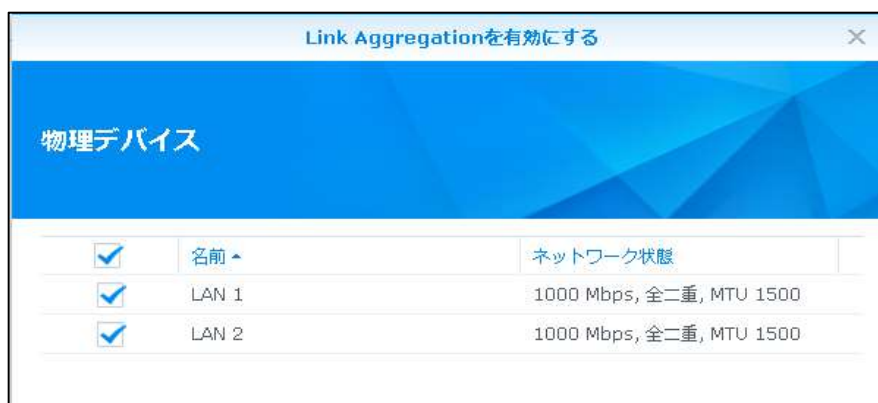 Link Aggregationを有効にする
物理デバイス
名前 ネットワーク状態
LAN 1 1000 Mbps, 全二重, MTU 1500
LAN 2 1000 Mbps, 全二重, MTU 1500